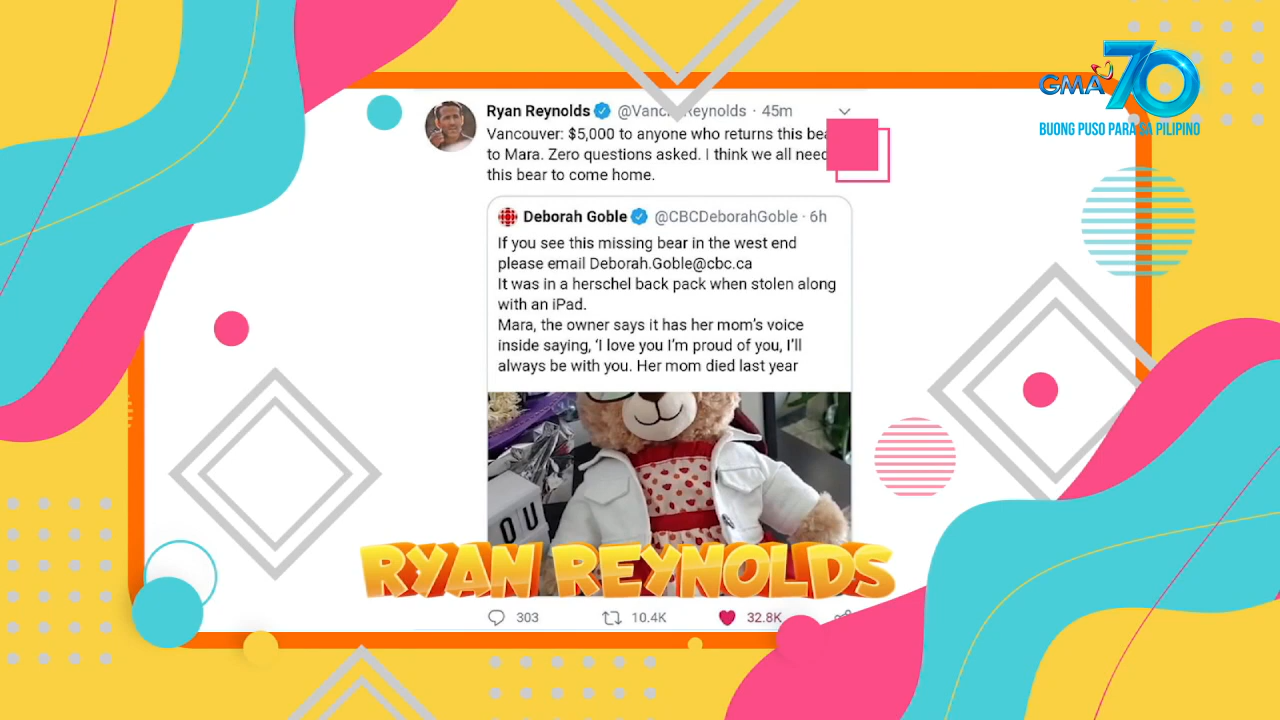 GMA 70
BUONG PUSO PARA SA PILIPINO
Ryan Reynolds @Vanc Reynolds · 45m
Vancouver: $5,000 to anyone who returns this bea
to Mara. Zero questions asked. I think we all need
this bear to come home.
Deborah Goble @CBCDeborahGoble · 6h
If you see this missing bear in the west end
please email Deborah.Goble@cbc.ca
It was in a herschel back pack when stolen along
with an iPad.
Mara, the owner says it has her mom's voice
inside saying, 'I love you I'm proud of you, I'll
always be with you. Her mom died last year
OU
RYAN REYNOLDS
303 10.4K 32.8K